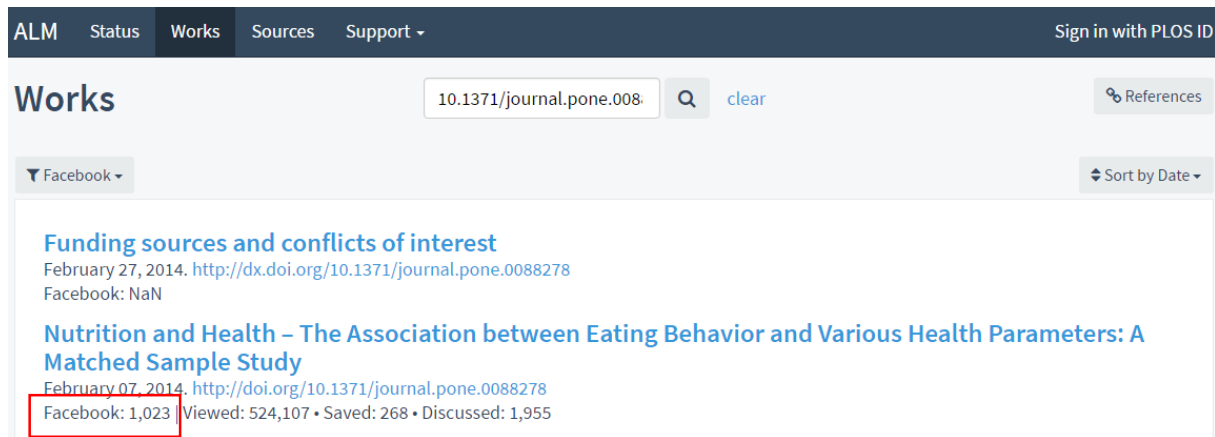 ALM Status Works Sources Support Sign in with PLOS ID
Works 10.1371/journal.pone.008 clear References
Facebook Sort by Date
Funding sources and conflicts of interest
February 27, 2014. http://dx.doi.org/10.1371/journal.pone.0088278
Facebook: NaN
Nutrition and Health – The Association between Eating Behavior and Various Health Parameters: A
Matched Sample Study
February 07, 2014. http://doi.org/10.1371/journal.pone.0088278
Facebook: 1,023 | Viewed: 524,107 • Saved: 268 • Discussed: 1,955